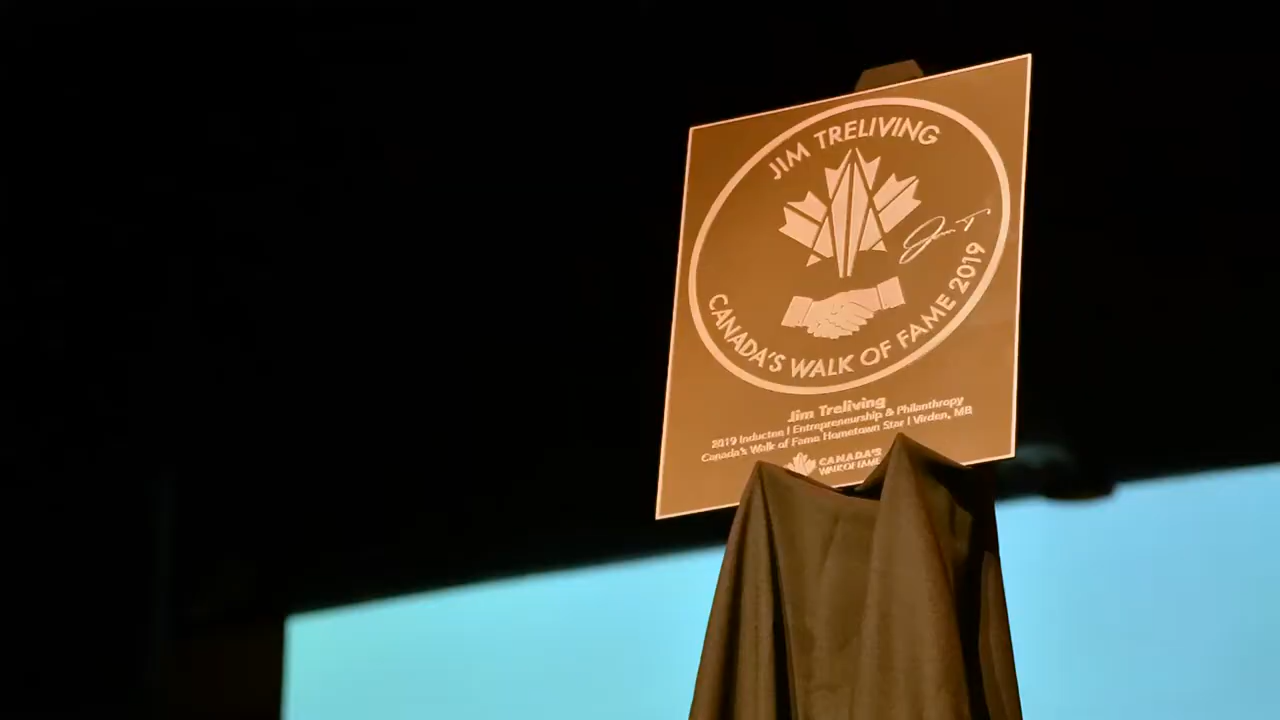 JIM TRELIVING
Jim T
CANADA'S WALK OF FAME 2019
Jim Treliving
2019 Inductee | Entrepreneurship & Philanthropy
Canada's Walk of Fame Hometown Star | Virden, MB
CANADA'S
WALK OF FAME